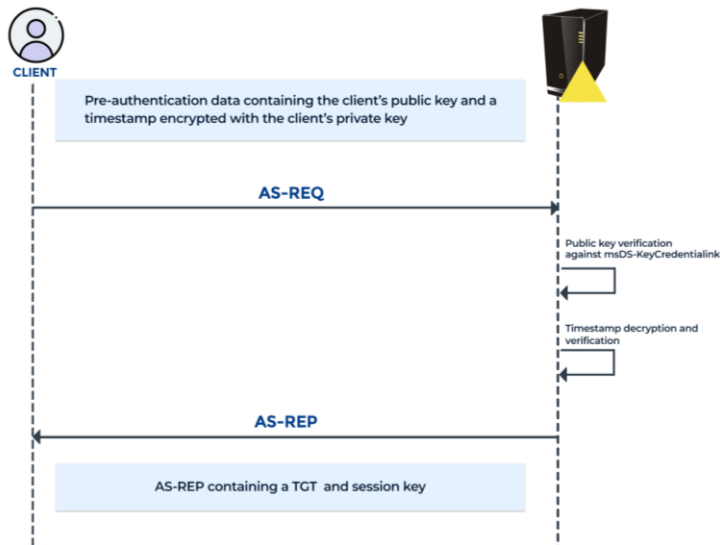 CLIENT
Pre-authentication data containing the client's public key and a
timestamp encrypted with the client's private key
AS-REQ
Public key verification
against msDS-KeyCredentialink
Timestamp decryption and
verification
AS-REP
AS-REP containing a TGT and session key